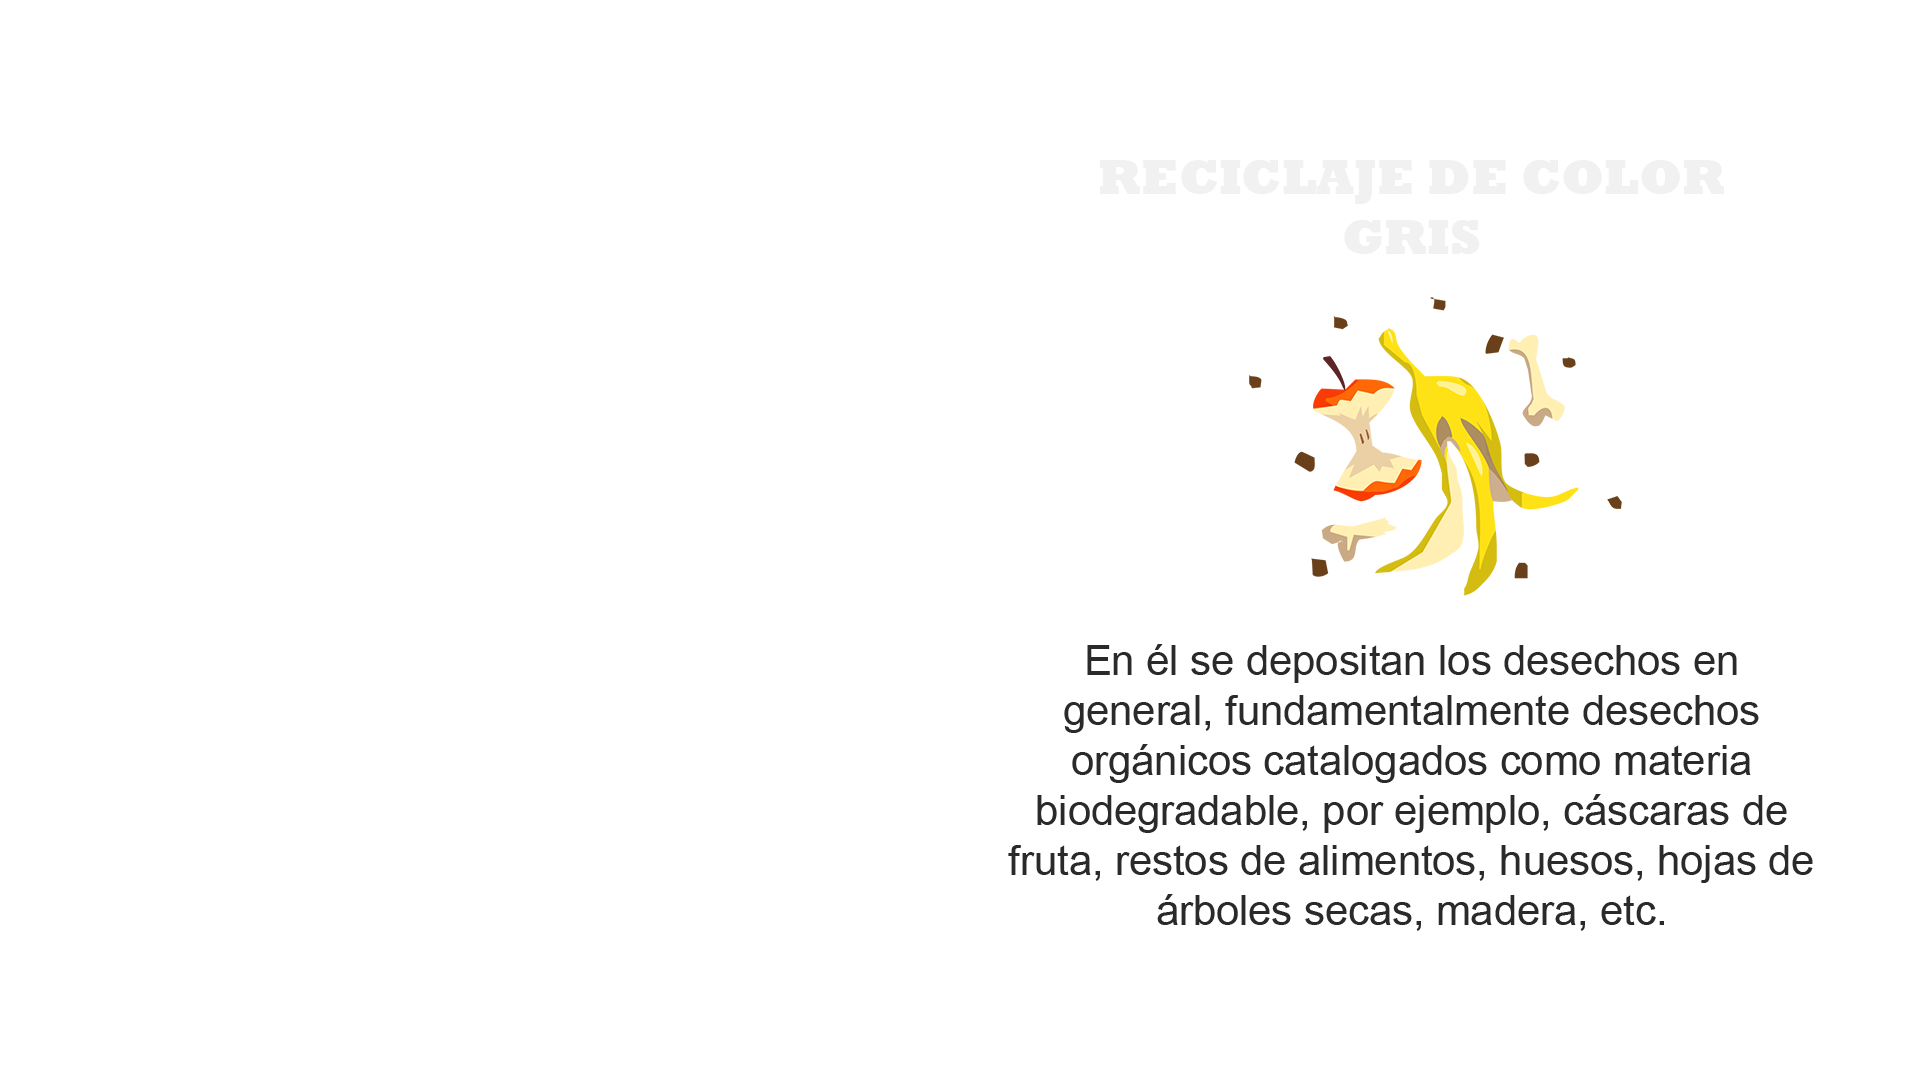 RECICLAJE DE COLOR
GRIS
En él se depositan los desechos en
general, fundamentalmente desechos
orgánicos catalogados como materia
biodegradable, por ejemplo, cáscaras de
fruta, restos de alimentos, huesos, hojas de
árboles secas, madera, etc.